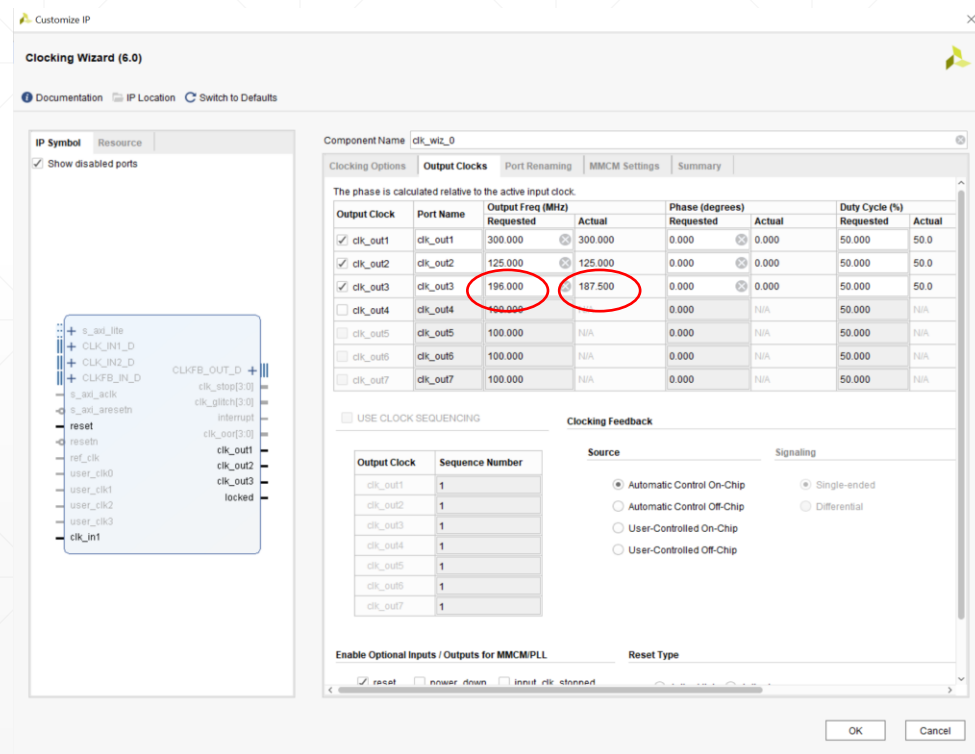 Customize IP
Clocking Wizard (6.0)
Documentation IP Location Switch to Defaults
IP Symbol Resource
Show disabled ports
s_axi_lite
CLK_IN1_D
CLK_IN2_D
CLKFB_IN_D
s_axi_aclk
s_axi_aresetn
reset
resetn
ref_clk
user_clk0
user_clk1
user_clk2
user_clk3
clk_in1
CLKFB_OUT_D
clk_stop[3:0]
clk_glitch[3:0]
interrupt
clk_oor[3:0]
clk_out1
clk_out2
clk_out3
locked
Component Name clk_wiz_0
Clocking Options Output Clocks Port Renaming MMCM Settings Summary
The phase is calculated relative to the active input clock.
Output Clock Port Name Output Freq (MHz) Phase (degrees) Duty Cycle (%)
Requested Actual Requested Actual Requested Actual
clk_out1 clk_out1 300.000 300.000 0.000 0.000 50.000 50.0
clk_out2 clk_out2 125.000 125.000 0.000 0.000 50.000 50.0
clk_out3 clk_out3 196.000 187.500 0.000 0.000 50.000 50.0
clk_out4 clk_out4 100.000 N/A 0.000 N/A 50.000 N/A
clk_out5 clk_out5 100.000 N/A 0.000 N/A 50.000 N/A
clk_out6 clk_out6 100.000 N/A 0.000 N/A 50.000 N/A
clk_out7 clk_out7 100.000 N/A 0.000 N/A 50.000 N/A
USE CLOCK SEQUENCING
Output Clock Sequence Number
clk_out1 1
clk_out2 1
clk_out3 1
clk_out4 1
clk_out5 1
clk_out6 1
clk_out7 1
Clocking Feedback
Source Signaling
Automatic Control On-Chip Single-ended
Automatic Control Off-Chip Differential
User-Controlled On-Chip
User-Controlled Off-Chip
Enable Optional Inputs / Outputs for MMCM/PLL Reset Type
reset power_down input_clk_stopped
OK Cancel